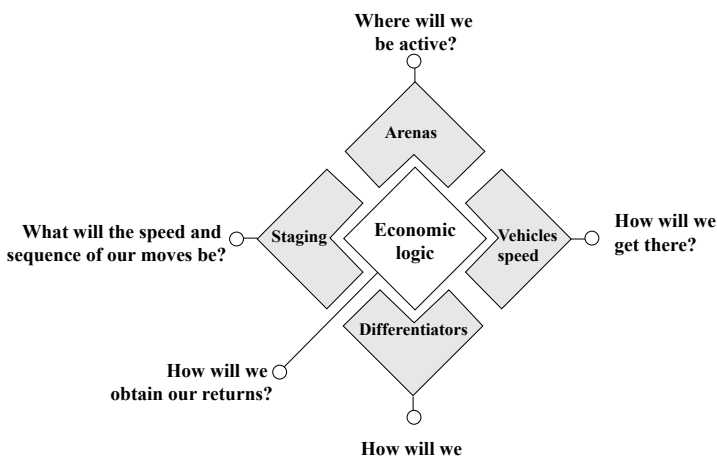 Where will we
be active?
Arenas
What will the speed and
sequence of our moves be?
Staging
Economic
logic
Vehicles
speed
How will we
get there?
Differentiators
How will we
obtain our returns?
How will we